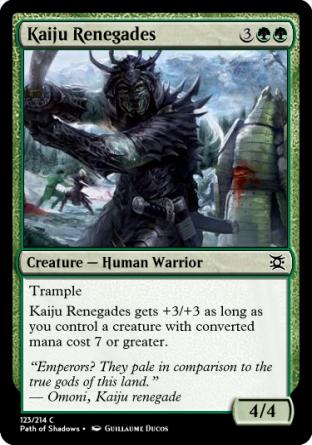 Kaiju Renegades 3
Creature — Human Warrior
Trample
Kaiju Renegades gets +3/+3 as long as
you control a creature with converted
mana cost 7 or greater.
“Emperors? They pale in comparison to the
true gods of this land.”
— Omoni, Kaiju renegade
4/4
123/214 C
Path of Shadows • Guillaume Ducos